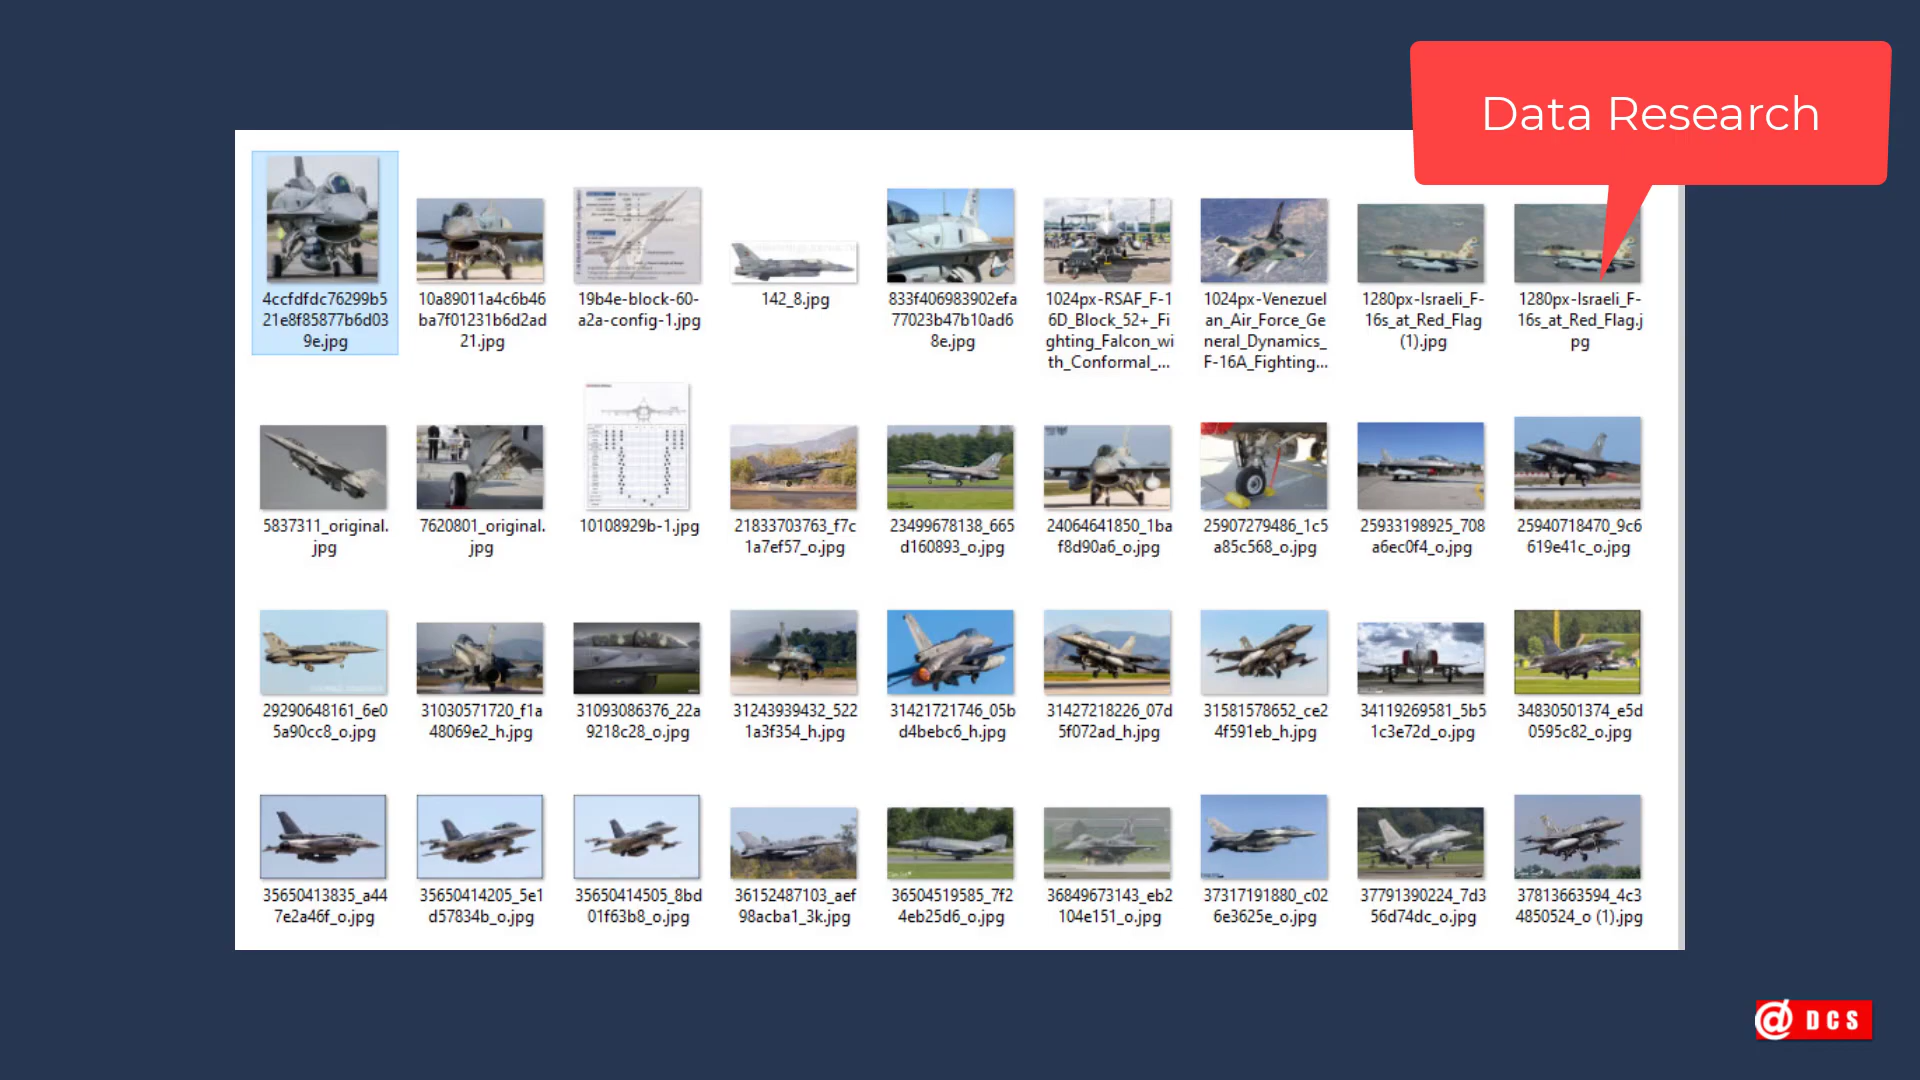 Data Research
4ccfdfdc76299b5
21e8f85877b6d03
9e.jpg
10a89011a4c6b46
ba7f01231b6d2ad
21.jpg
19b4e-block-60-
a2a-config-1.jpg
142_8.jpg
833f406983902efa
77023b47b10ad6
8e.jpg
1024px-RSAF_F-1
6D_Block_52+_Fi
ghting_Falcon_wi
th_Conformal_...
1024px-Venezuel
an_Air_Force_Ge
neral_Dynamics_
F-16A_Fighting...
1280px-Israeli_F-
16s_at_Red_Flag
(1).jpg
1280px-Israeli_F-
16s_at_Red_Flag.j
pg
5837311_original.
jpg
7620801_original.
jpg
10108929b-1.jpg
21833703763_f7c
1a7ef57_o.jpg
23499678138_665
d160893_o.jpg
24064641850_1ba
f8d90a6_o.jpg
25907279486_1c5
a85c568_o.jpg
25933198925_708
a6ec0f4_o.jpg
25940718470_9c6
619e41c_o.jpg
29290648161_6e0
5a90cc8_o.jpg
31030571720_f1a
48069e2_h.jpg
31093086376_22a
9218c28_o.jpg
31243939432_522
1a3f354_h.jpg
31421721746_05b
d4bebc6_h.jpg
31427218226_07d
5f072ad_h.jpg
31581578652_ce2
4f591eb_h.jpg
34119269581_5b5
1c3e72d_o.jpg
34830501374_e5d
0595c82_o.jpg
35650413835_a44
7e2a46f_o.jpg
35650414205_5e1
d57834b_o.jpg
35650414505_8bd
01f63b8_o.jpg
36152487103_aef
98acba1_3k.jpg
36504519585_7f2
4eb25d6_o.jpg
36849673143_eb2
104e151_o.jpg
37317191880_c02
6e3625e_o.jpg
37791390224_7d3
56d74dc_o.jpg
37813663594_4c3
4850524_o (1).jpg
@ DCS